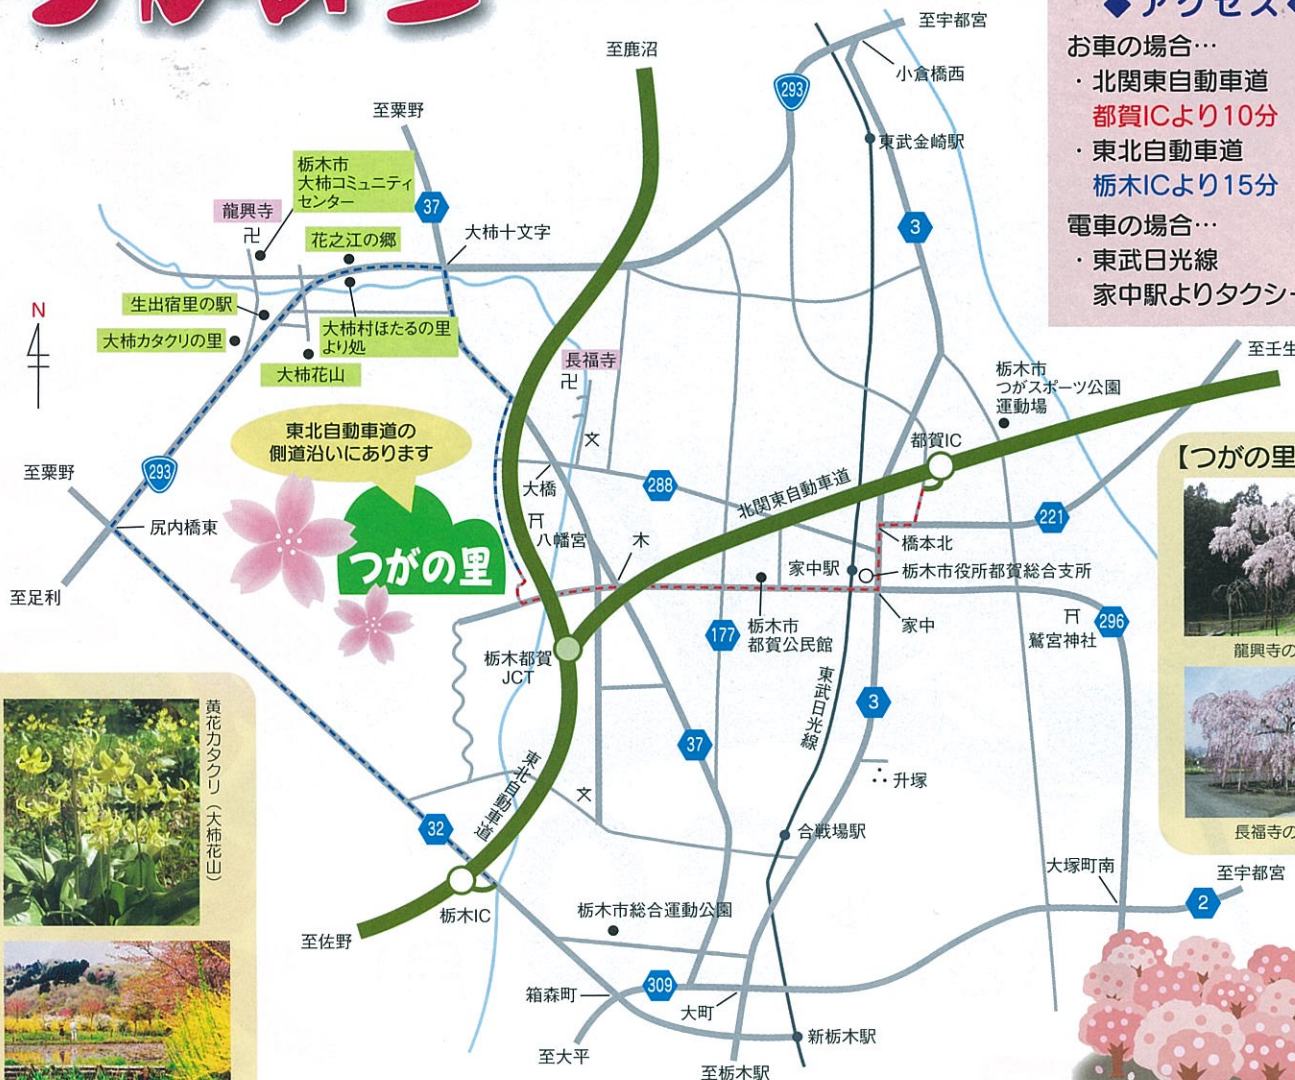 ◆アクセス◆
お車の場合…
・北関東自動車道
都賀ICより10分
・東北自動車道
栃木ICより15分
電車の場合…
・東武日光線
家中駅よりタクシー
至宇都宮
至鹿沼
小倉橋西
293
至粟野
東武金崎駅
栃木市
大柿コミュニティ
センター
龍興寺
37
大柿十文字
3
花之江の郷
生出宿里の駅
大柿カタクリの里
大柿村ほたるの里
より処
大柿花山
N
長福寺
至壬生
栃木市
つがスポーツ公園
運動場
東北自動車道の
側道沿いにあります
都賀IC
【つがの里
至粟野
293
文
大橋
288
北関東自動車道
221
尻内橋東
八幡宮
木
橋本北
つがの里
家中駅
栃木市役所都賀総合支所
至足利
家中
296
鷲宮神社
177
栃木市
都賀公民館
栃木都賀
JCT
龍興寺の
東武日光線
3
37
黄花カタクリ(大柿花山)
東北自動車道
升塚
文
32
合戦場駅
長福寺の
大塚町南
至宇都宮
2
栃木IC
栃木市総合運動公園
至佐野
309
箱森町
大町
新栃木駅
至大平
至栃木駅